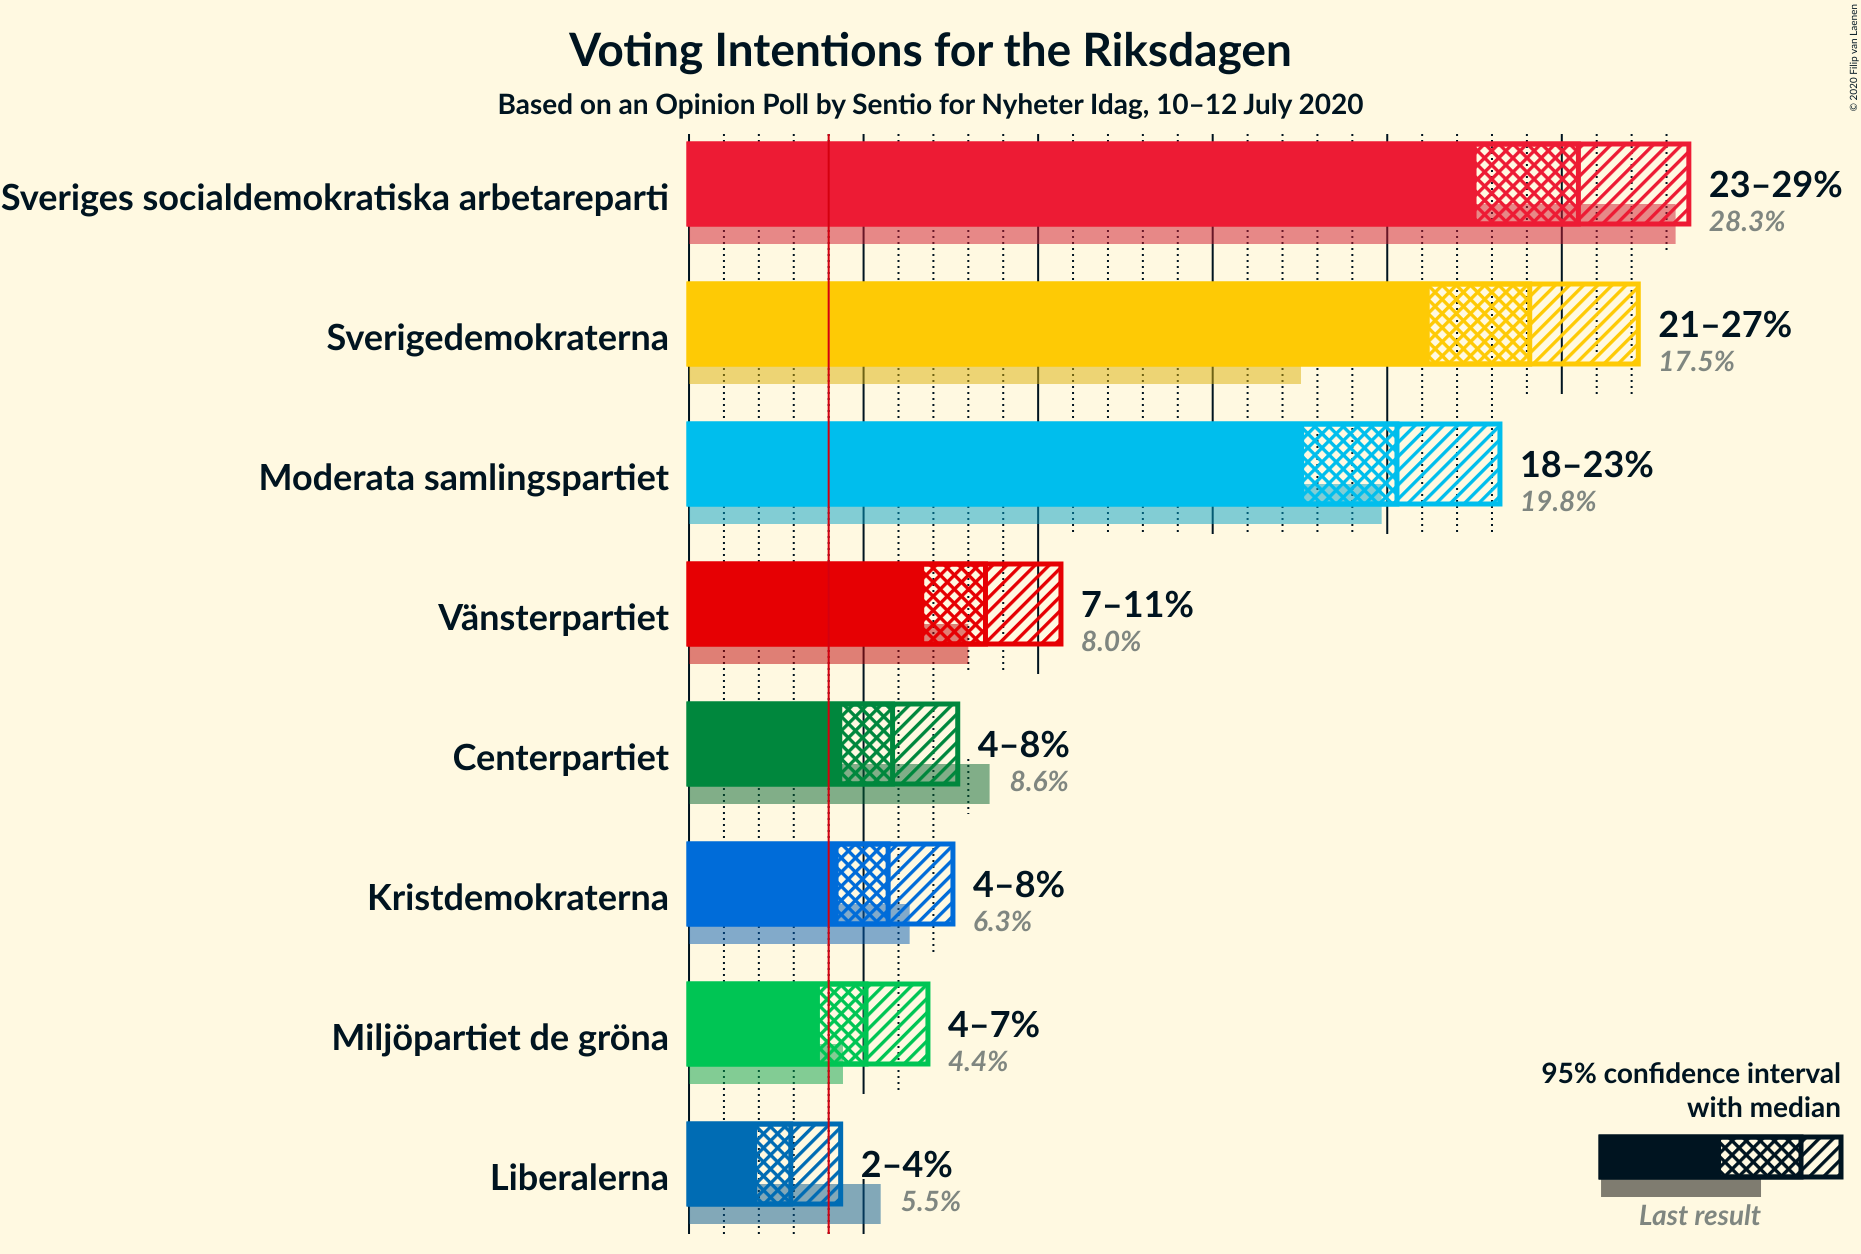 Voting Intentions for the Riksdagen
Based on an Opinion Poll by Sentio for Nyheter Idag, 10–12 July 2020
© 2020 Filip van Laenen
Sveriges socialdemokratiska arbetareparti
23–29%
28.3%
Sverigedemokraterna
21–27%
17.5%
Moderata samlingspartiet
18–23%
19.8%
Vänsterpartiet
7–11%
8.0%
Centerpartiet
4–8%
8.6%
Kristdemokraterna
4–8%
6.3%
Miljöpartiet de gröna
4–7%
4.4%
Liberalerna
2–4%
5.5%
95% confidence interval
with median
Last result